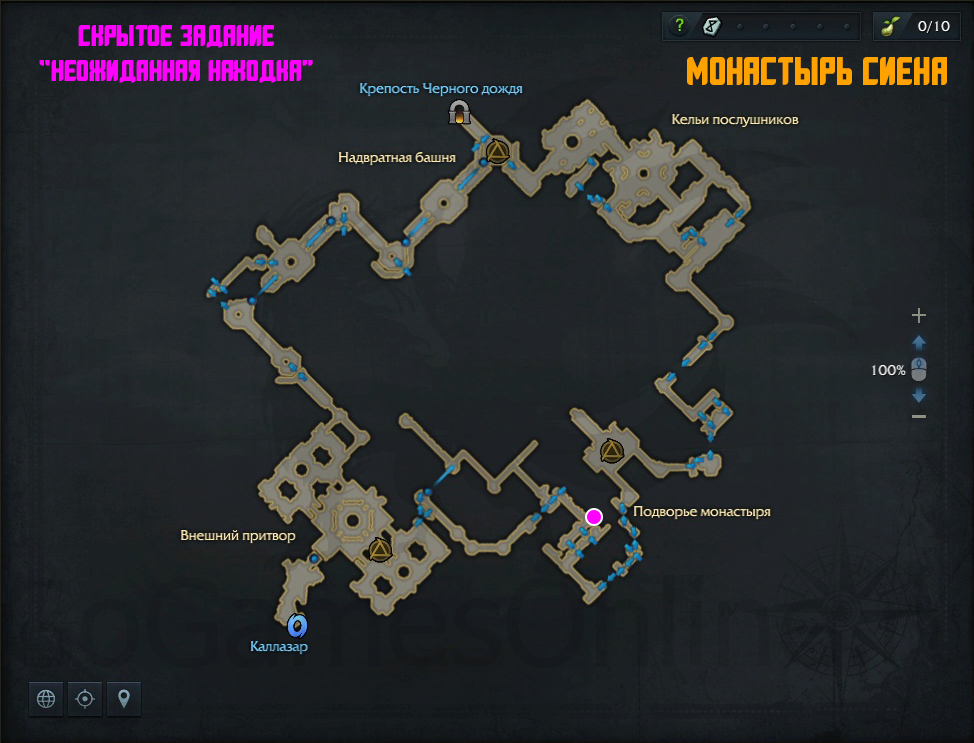 СКРЫТОЕ ЗАДАНИЕ
"НЕОЖИДАННАЯ НАХОДКА"
? 0/10
МОНАСТЫРЬ СИЕНА
Крепость Черного дождя
Кельи послушников
Надвратная башня
100%
Подворье монастыря
Внешний притвор
Каллазар
GamesOnline